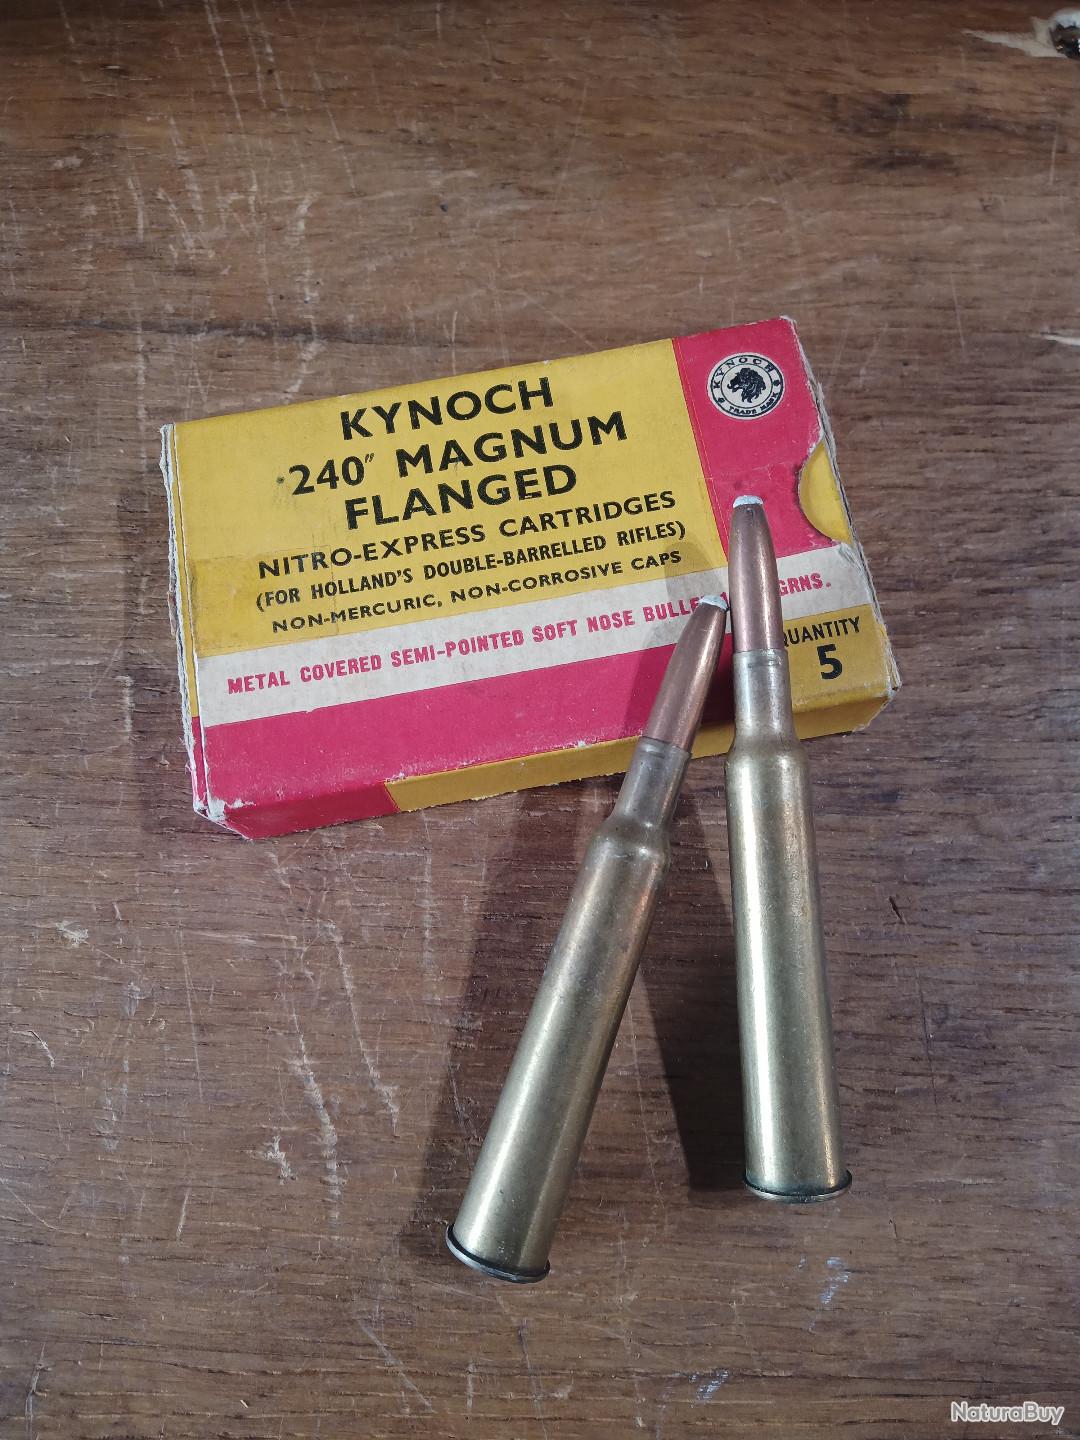 KYNOCH
·240" MAGNUM
FLANGED
NITRO-EXPRESS CARTRIDGES
(FOR HOLLAND'S DOUBLE-BARRELLED RIFLES)
NON-MERCURIC, NON-CORROSIVE CAPS
METAL COVERED SEMI-POINTED SOFT NOSE GRNS.
KYNOCH
TRADE MARK
QUANTITY
5
NaturaBuy